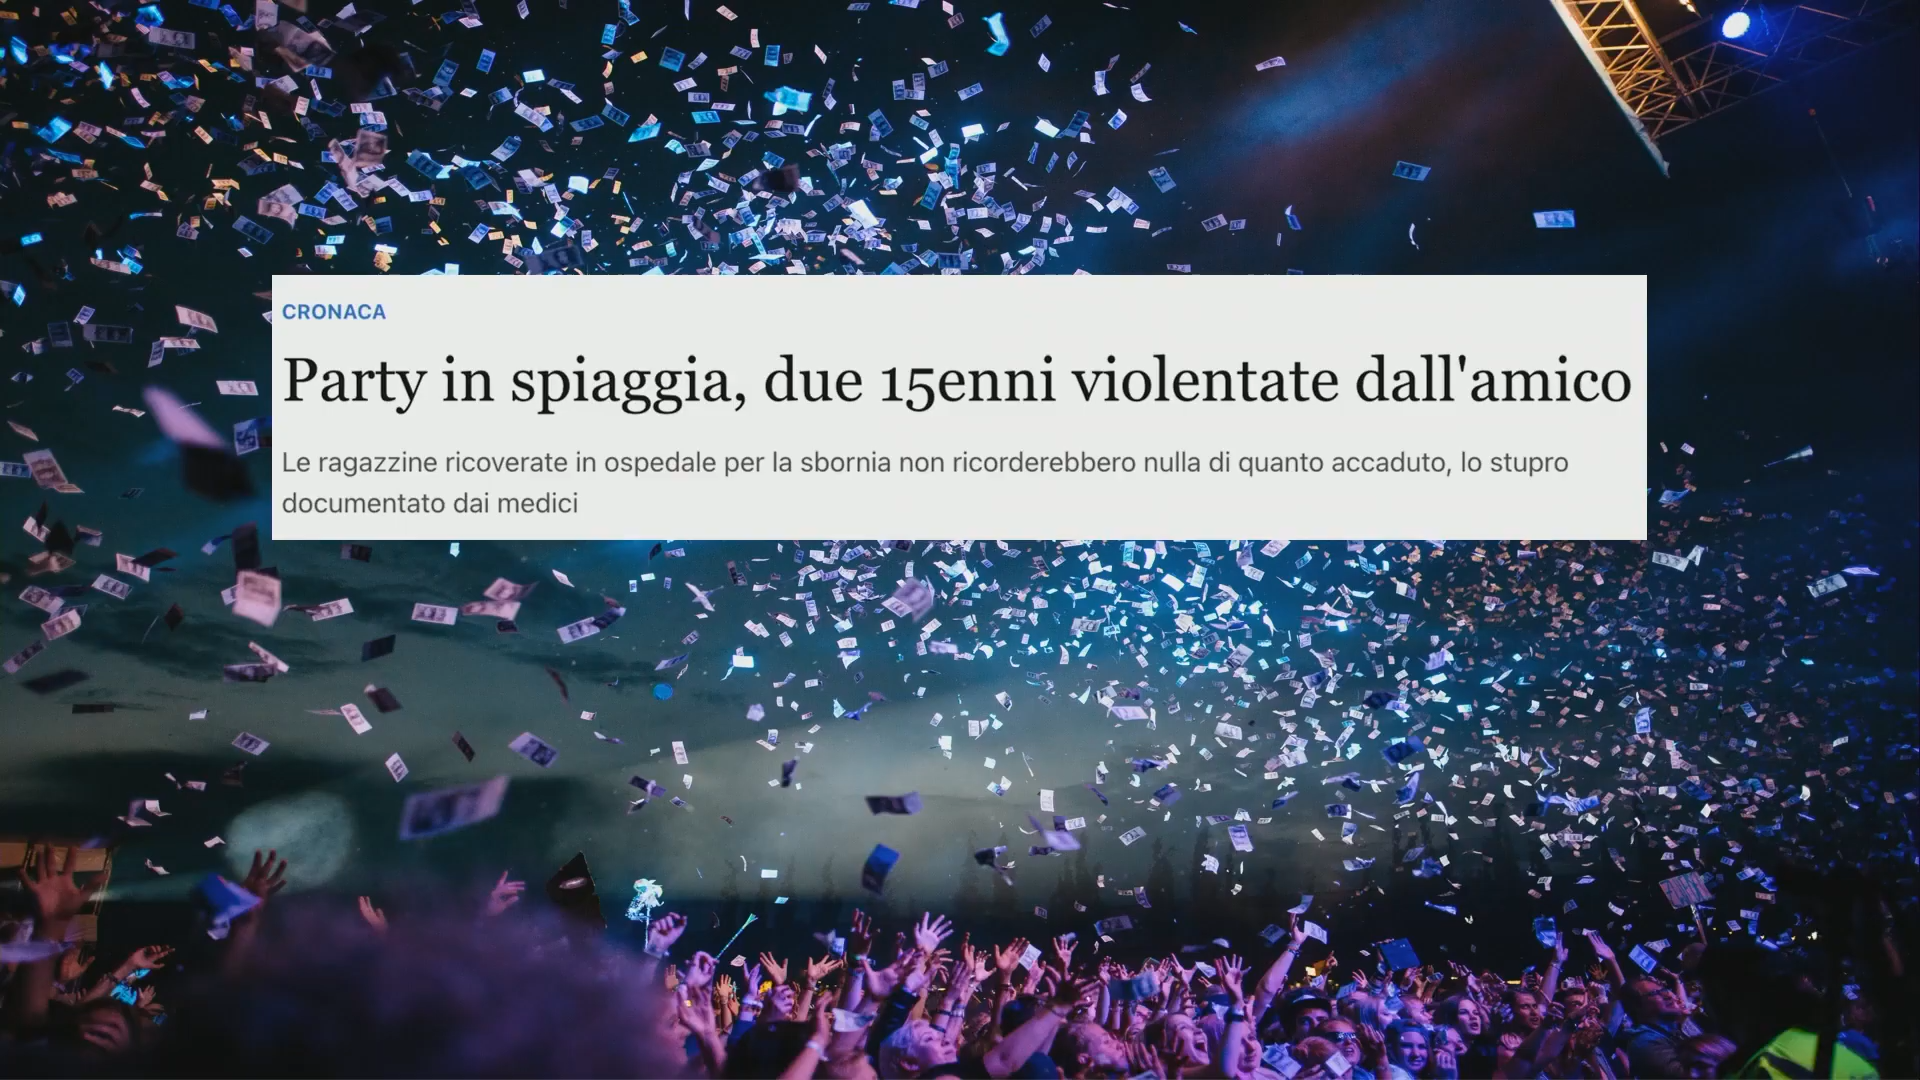 CRONACA
Party in spiaggia, due 15enni violentate dall'amico
Le ragazzine ricoverate in ospedale per la sbornia non ricorderebbero nulla di quanto accaduto, lo stupro
documentato dai medici